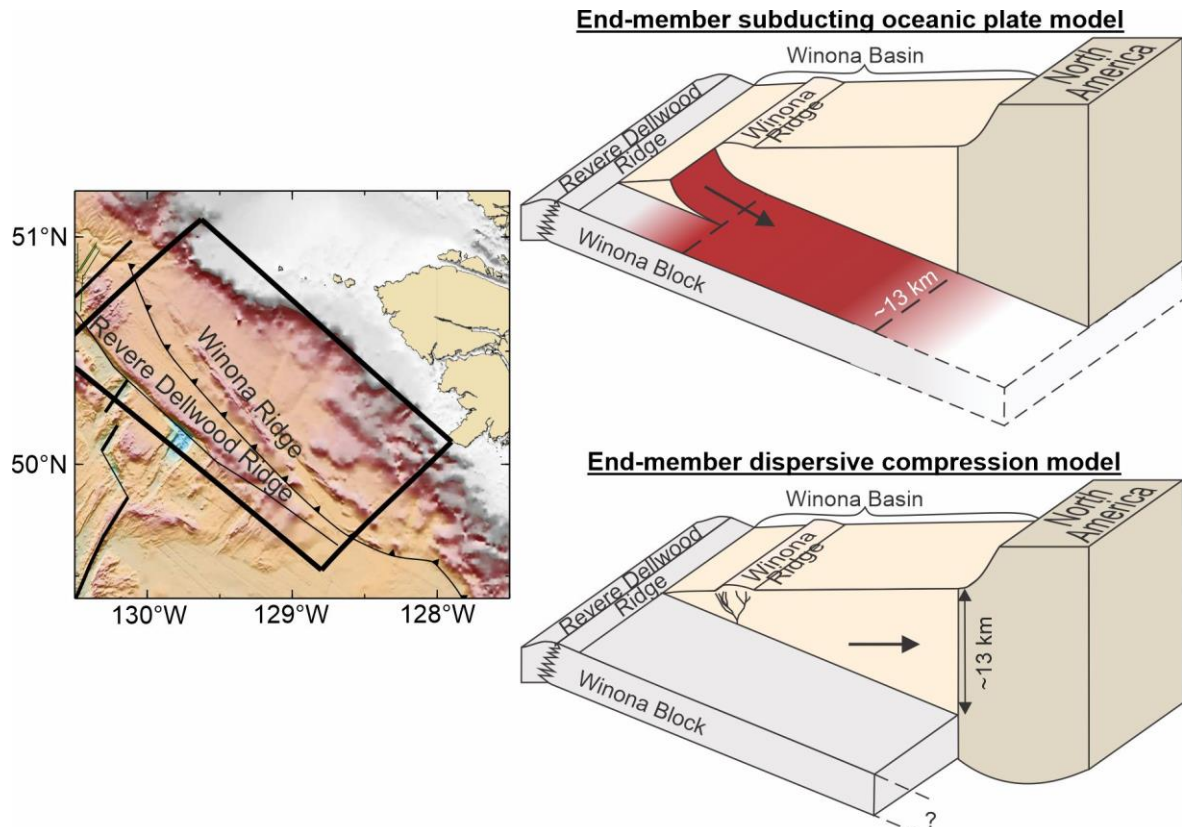 End-member subducting oceanic plate model
Winona Basin
North
America
Revere Dellwood
Ridge
Winona
Ridge
Winona Block
~13 km
51°N
50°N
Revere Dellwood Ridge
Winona Ridge
130°W
129°W
128°W
End-member dispersive compression model
Winona Basin
North
America
Revere Dellwood
Ridge
Winona
Ridge
~13 km
Winona Block
?